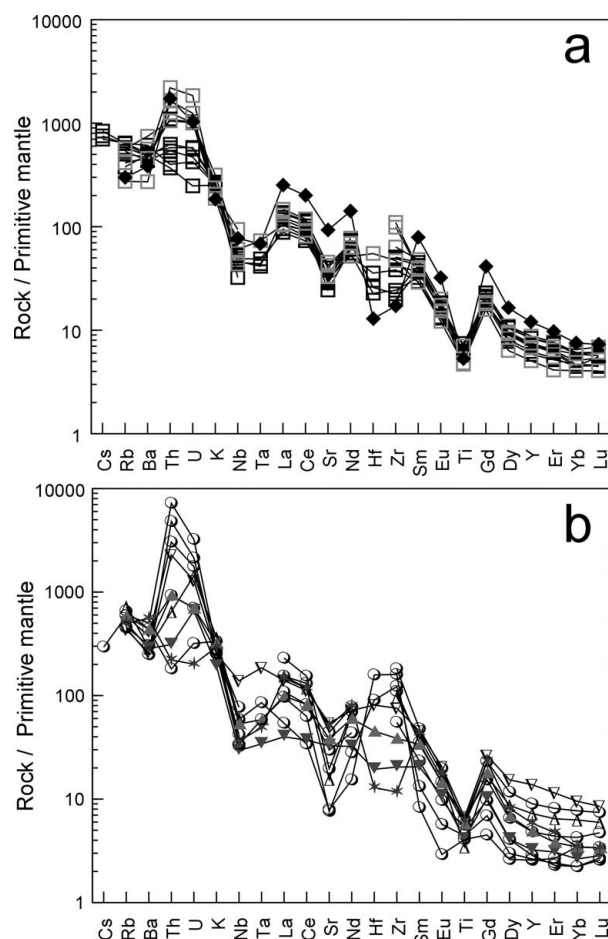 a
10000
1000
100
10
1
Rock / Primitive mantle
Cs Rb Ba Th U K Nb Ta La Ce Sr Nd Hf Zr Sm Eu Ti Gd Dy Y Er Yb Lu
b
10000
1000
100
10
1
Rock / Primitive mantle
Cs Rb Ba Th U K Nb Ta La Ce Sr Nd Hf Zr Sm Eu Ti Gd Dy Y Er Yb Lu